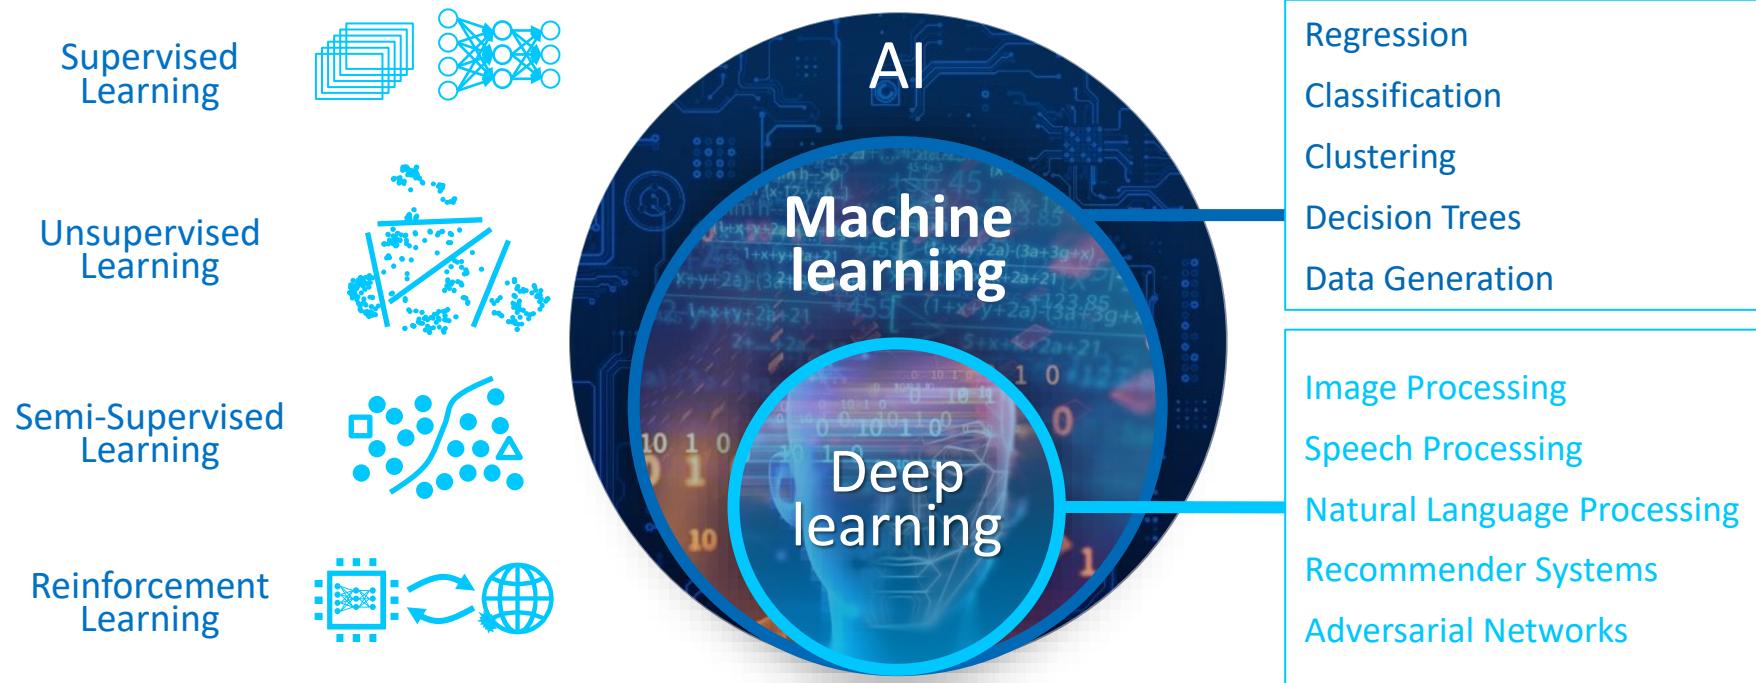 Supervised
Learning
Unsupervised
Learning
Semi-Supervised
Learning
Reinforcement
Learning
AI
Machine
learning
Deep
learning
Regression
Classification
Clustering
Decision Trees
Data Generation
Image Processing
Speech Processing
Natural Language Processing
Recommender Systems
Adversarial Networks